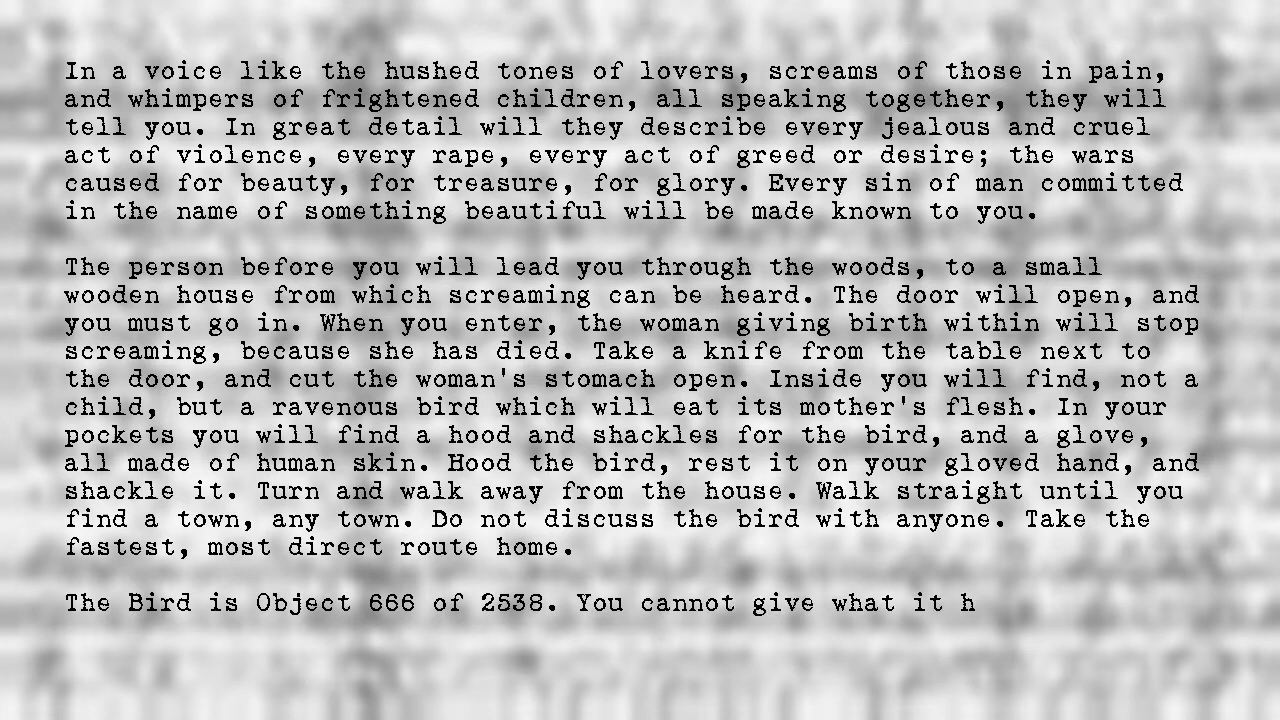 In a voice like the hushed tones of lovers, screams of those in pain,
and whimpers of frightened children, all speaking together, they will
tell you. In great detail will they describe every jealous and cruel
act of violence, every rape, every act of greed or desire; the wars
caused for beauty, for treasure, for glory. Every sin of man committed
in the name of something beautiful will be made known to you.

The person before you will lead you through the woods, to a small
wooden house from which screaming can be heard. The door will open, and
you must go in. When you enter, the woman giving birth within will stop
screaming, because she has died. Take a knife from the table next to
the door, and cut the woman's stomach open. Inside you will find, not a
child, but a ravenous bird which will eat its mother's flesh. In your
pockets you will find a hood and shackles for the bird, and a glove,
all made of human skin. Hood the bird, rest it on your gloved hand, and
shackle it. Turn and walk away from the house. Walk straight until you
find a town, any town. Do not discuss the bird with anyone. Take the
fastest, most direct route home.

The Bird is Object 666 of 2538. You cannot give what it h